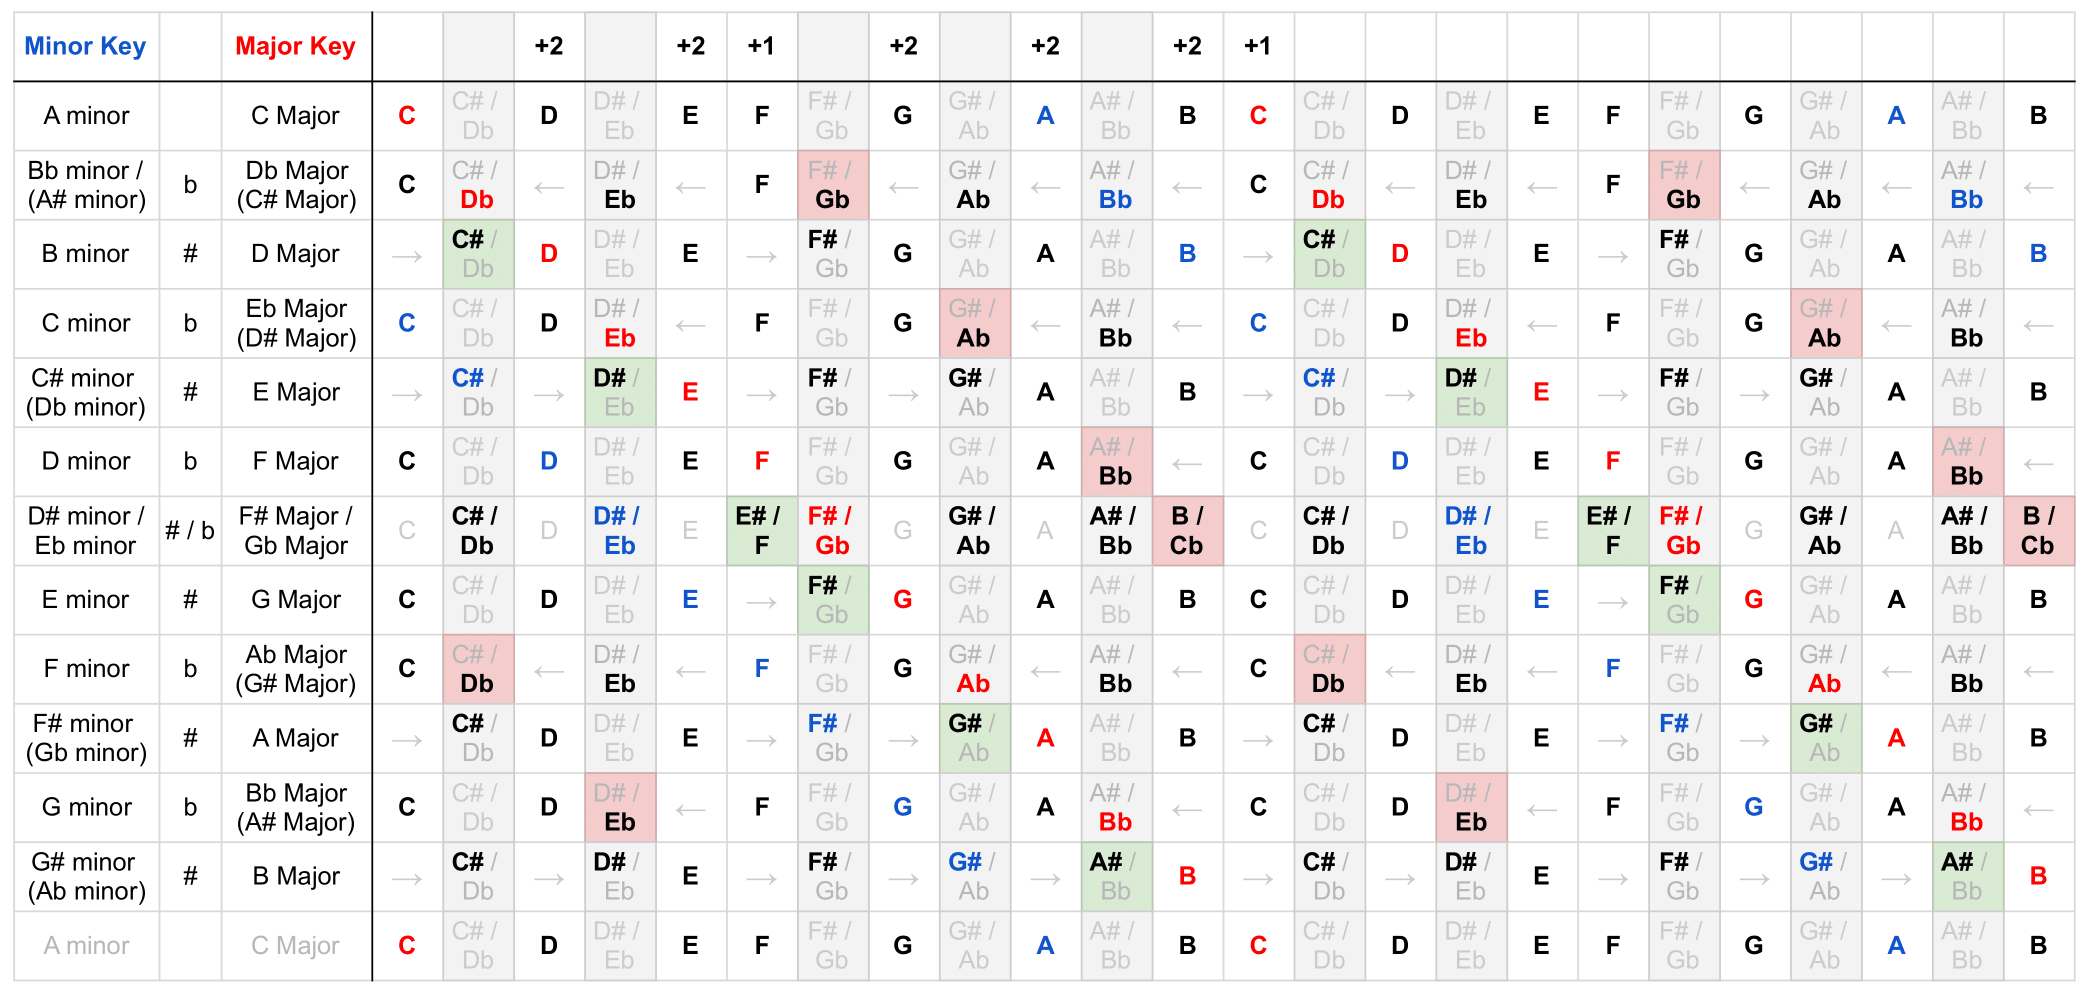 Minor Key Major Key +2 +2 +1 +2 +2 +2 +1
A minor C Major C C# / Db D D# / Eb E F F# / Gb G G# / Ab A A# / Bb B C C# / Db D D# / Eb E F F# / Gb G G# / Ab A A# / Bb B
Bb minor / (A# minor) b Db Major (C# Major) C C# / Db ← D# / Eb ← F F# / Gb ← G# / Ab ← A# / Bb ← C C# / Db ← D# / Eb ← F F# / Gb ← G# / Ab ← A# / Bb ←
B minor # D Major → C# / Db D D# / Eb E → F# / Gb G G# / Ab A A# / Bb B → C# / Db D D# / Eb E → F# / Gb G G# / Ab A A# / Bb B
C minor b Eb Major (D# Major) C C# / Db D D# / Eb ← F F# / Gb G G# / Ab ← A# / Bb ← C C# / Db D D# / Eb ← F F# / Gb G G# / Ab ← A# / Bb ←
C# minor (Db minor) # E Major → C# / Db → D# / Eb E → F# / Gb → G# / Ab A A# / Bb B → C# / Db → D# / Eb E → F# / Gb → G# / Ab A A# / Bb B
D minor b F Major C C# / Db D D# / Eb E F F# / Gb G G# / Ab A A# / Bb ← C C# / Db D D# / Eb E F F# / Gb G G# / Ab A A# / Bb ←
D# minor / Eb minor # / b F# Major / Gb Major C C# / Db D D# / Eb E E# / F F# / Gb G G# / Ab A A# / Bb B / Cb C C# / Db D D# / Eb E E# / F F# / Gb G G# / Ab A A# / Bb B / Cb
E minor # G Major C C# / Db D D# / Eb E → F# / Gb G G# / Ab A A# / Bb B C C# / Db D D# / Eb E → F# / Gb G G# / Ab A A# / Bb B
F minor b Ab Major (G# Major) C C# / Db ← D# / Eb ← F F# / Gb G G# / Ab ← A# / Bb ← C C# / Db ← D# / Eb ← F F# / Gb G G# / Ab ← A# / Bb ←
F# minor (Gb minor) # A Major → C# / Db D D# / Eb E → F# / Gb → G# / Ab A A# / Bb B → C# / Db D D# / Eb E → F# / Gb → G# / Ab A A# / Bb B
G minor b Bb Major (A# Major) C C# / Db D D# / Eb ← F F# / Gb G G# / Ab A A# / Bb ← C C# / Db D D# / Eb ← F F# / Gb G G# / Ab A A# / Bb ←
G# minor (Ab minor) # B Major → C# / Db → D# / Eb E → F# / Gb → G# / Ab → A# / Bb B → C# / Db → D# / Eb E → F# / Gb → G# / Ab → A# / Bb B
A minor C Major C C# / Db D D# / Eb E F F# / Gb G G# / Ab A A# / Bb B C C# / Db D D# / Eb E F F# / Gb G G# / Ab A A# / Bb B